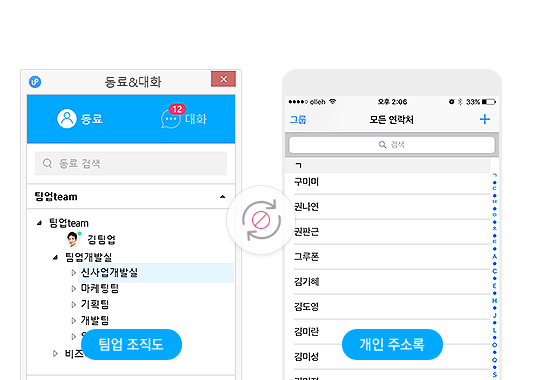 동료&대화
동료
12
대화
동료 검색
팀업team
팀업team
김팀업
팀업개발실
신사업개발실
마케팅팀
기획팀
개발팀
비즈
팀업 조직도
olleh
오후 2:06
33%
그룹
모든 연락처
+
검색
ㄱ
구미미
권나연
권판근
그루폰
김기혜
김도영
김미란
김미성
개인 주소록
A
C
E
H
J
L
O
Q
S